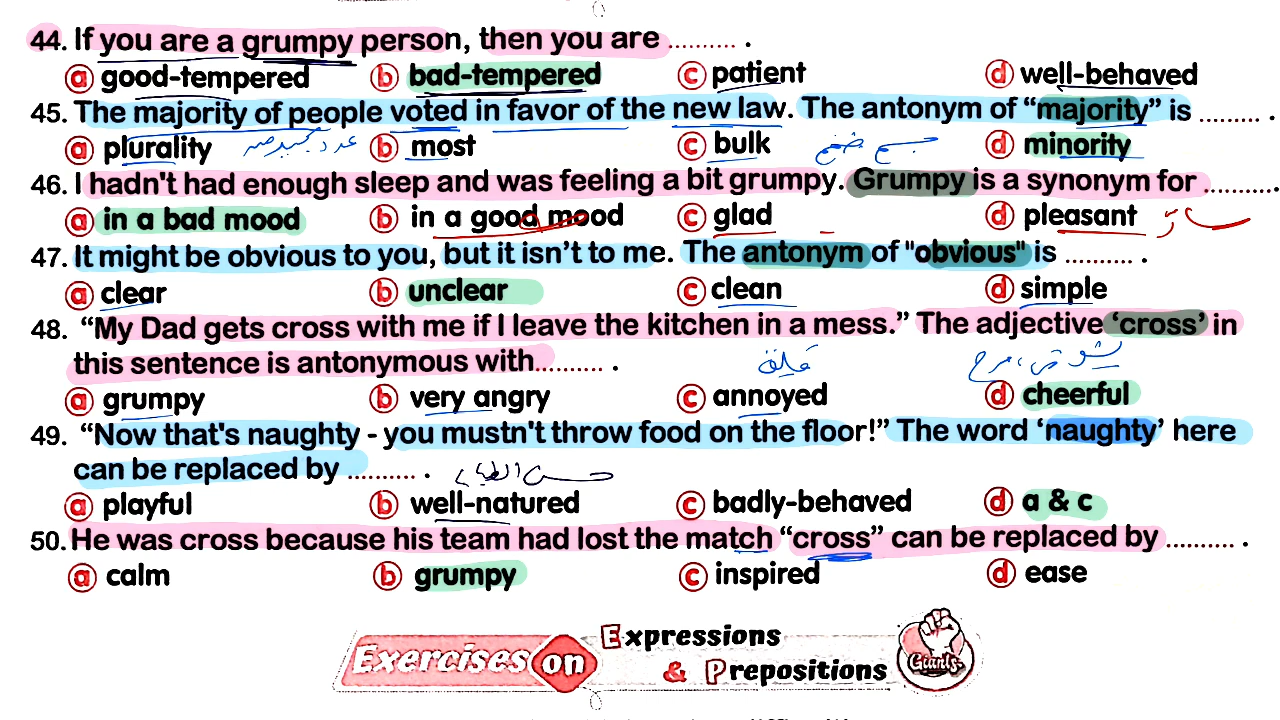 44. If you are a grumpy person, then you are .......... .
ⓐ good-tempered ⓑ bad-tempered ⓒ patient ⓓ well-behaved
45. The majority of people voted in favor of the new law. The antonym of “majority” is ......... .
ⓐ plurality ⓑ most ⓒ bulk ⓓ minority
46. I hadn't had enough sleep and was feeling a bit grumpy. Grumpy is a synonym for ..........
ⓐ in a bad mood ⓑ in a good mood ⓒ glad ⓓ pleasant
47. It might be obvious to you, but it isn’t to me. The antonym of "obvious" is .......... .
ⓐ clear ⓑ unclear ⓒ clean ⓓ simple
48. “My Dad gets cross with me if I leave the kitchen in a mess.” The adjective ‘cross’ in
this sentence is antonymous with.......... .
ⓐ grumpy ⓑ very angry ⓒ annoyed ⓓ cheerful
49. “Now that's naughty - you mustn't throw food on the floor!” The word ‘naughty’ here
can be replaced by .......... .
ⓐ playful ⓑ well-natured ⓒ badly-behaved ⓓ a & c
50. He was cross because his team had lost the match “cross” can be replaced by .......... .
ⓐ calm ⓑ grumpy ⓒ inspired ⓓ ease
Exercises on Expressions
& Prepositions
Giants